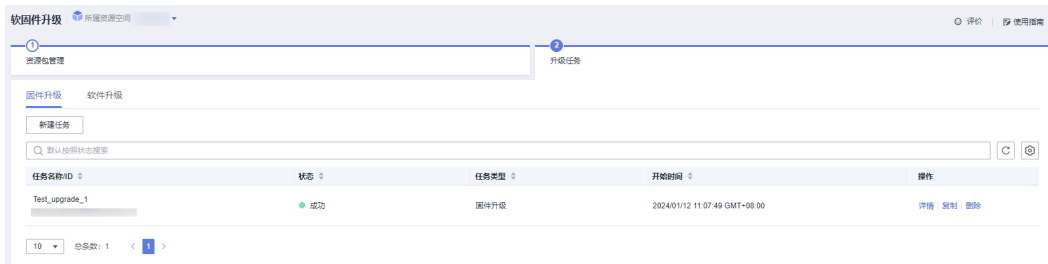 软固件升级 所属资源空间
评价 使用指南
1 2
资源包管理 升级任务
固件升级 软件升级
新建任务
默认按照状态搜索
任务名称/ID 状态 任务类型 开始时间 操作
Test_upgrade_1 成功 固件升级 2024/01/12 11:07:49 GMT+08:00 详情 复制 删除
10 总条数: 1 < 1 >